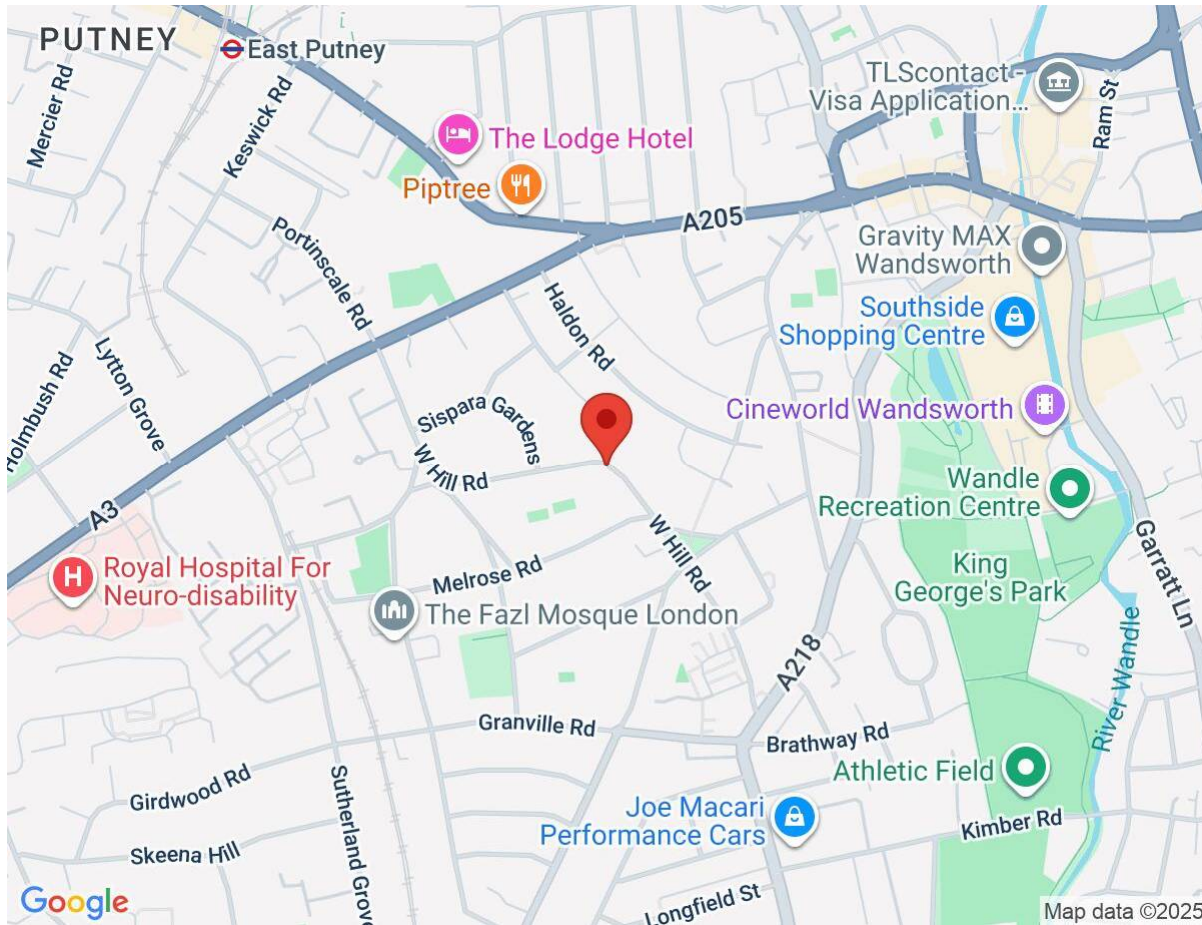 PUTNEY
East Putney
Mercier Rd
Keswick Rd
TLScontact -
Visa Application...
Ram St
The Lodge Hotel
Piptree
A205
Portinscale Rd
Gravity MAX
Wandsworth
Haldon Rd
Southside
Shopping Centre
Lytton Grove
Holmbush Rd
Sispara Gardens
Cineworld Wandsworth
W Hill Rd
Wandle
Recreation Centre
A3
W Hill Rd
Garratt Ln
Royal Hospital For
Neuro-disability
Melrose Rd
King
George's Park
The Fazl Mosque London
A218
River Wandle
Granville Rd
Brathway Rd
Athletic Field
Girdwood Rd
Sutherland Grove
Joe Macari
Performance Cars
Kimber Rd
Skeena Hill
Longfield St
Google
Map data ©2025